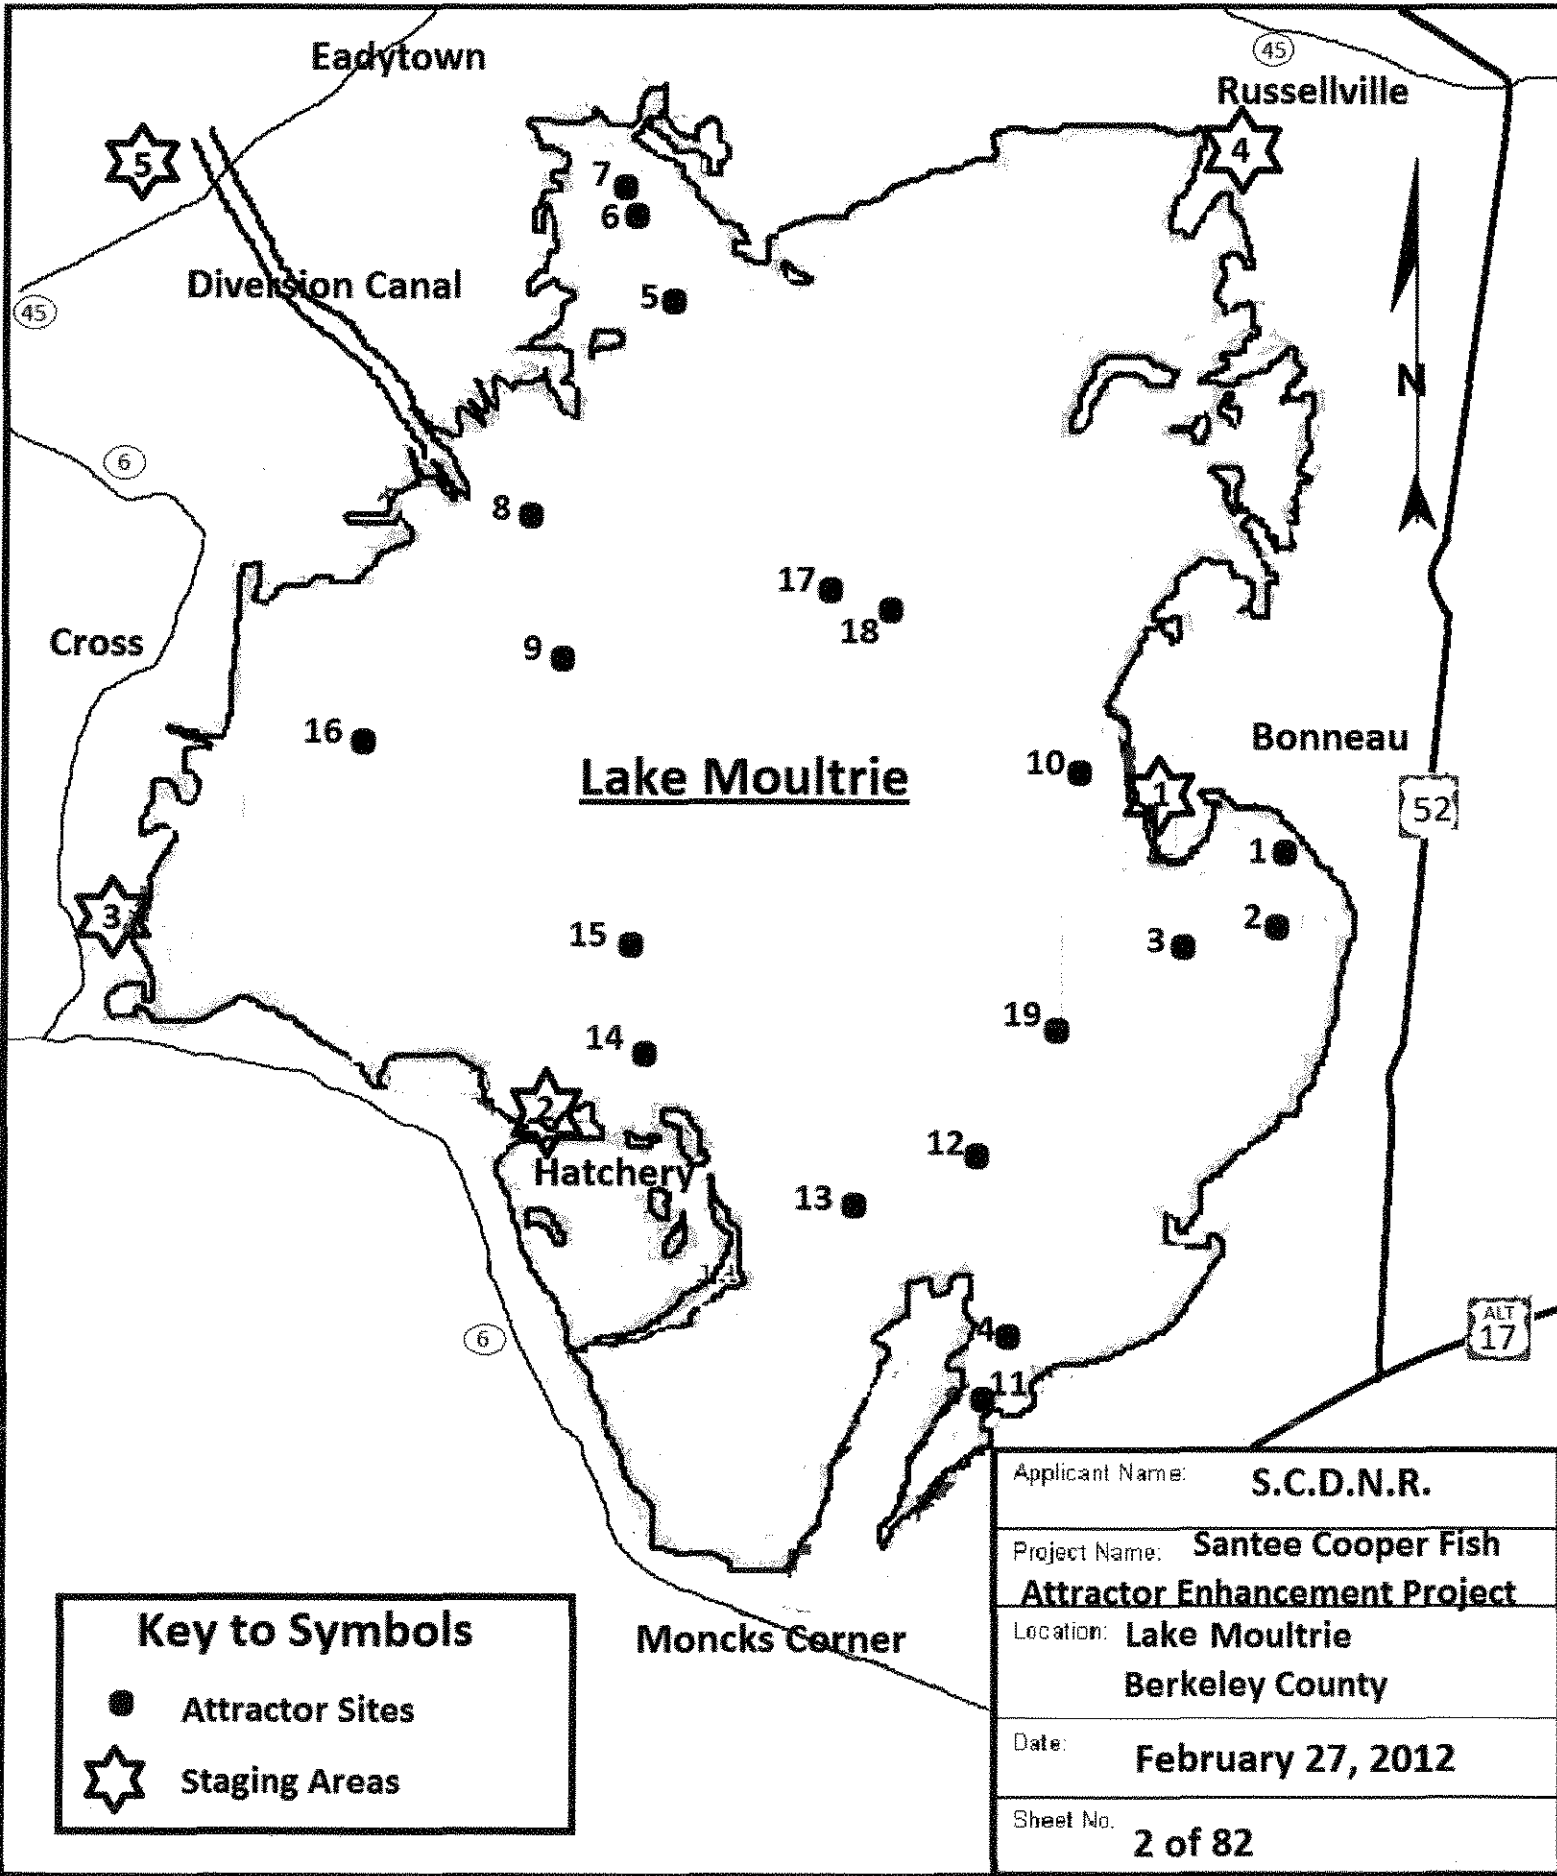 Eadytown
45
Russellville
5
4
7
6
Diversion Canal
5
45
N
6
8
17
18
Cross
9
16
Lake Moultrie
10
Bonneau
1
52
1
3
2
3
15
19
14
2
12
Hatchery
13
4
ALT
17
6
11
Applicant Name: S.C.D.N.R.
Project Name: Santee Cooper Fish
Attractor Enhancement Project
Location: Lake Moultrie
Berkeley County
Date: February 27, 2012
Sheet No. 2 of 82
Key to Symbols
Attractor Sites
Staging Areas
Moncks Corner